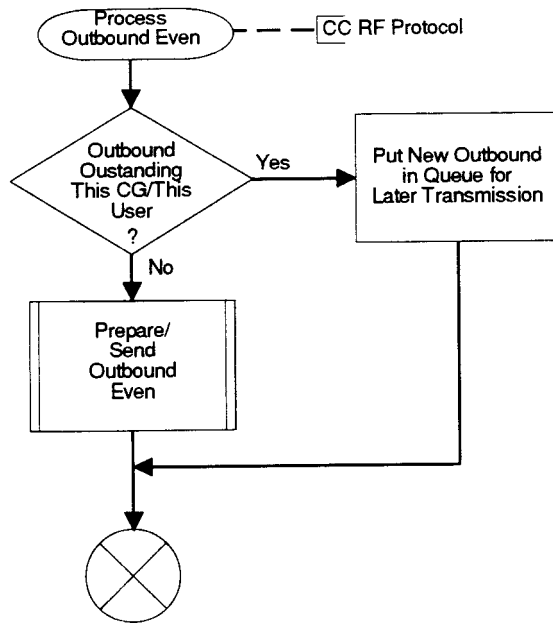 Process
Outbound Even
CC RF Protocol
Outbound
Oustanding
This CG/This
User
?
Yes
Put New Outbound
in Queue for
Later Transmission
No
Prepare/
Send
Outbound
Even